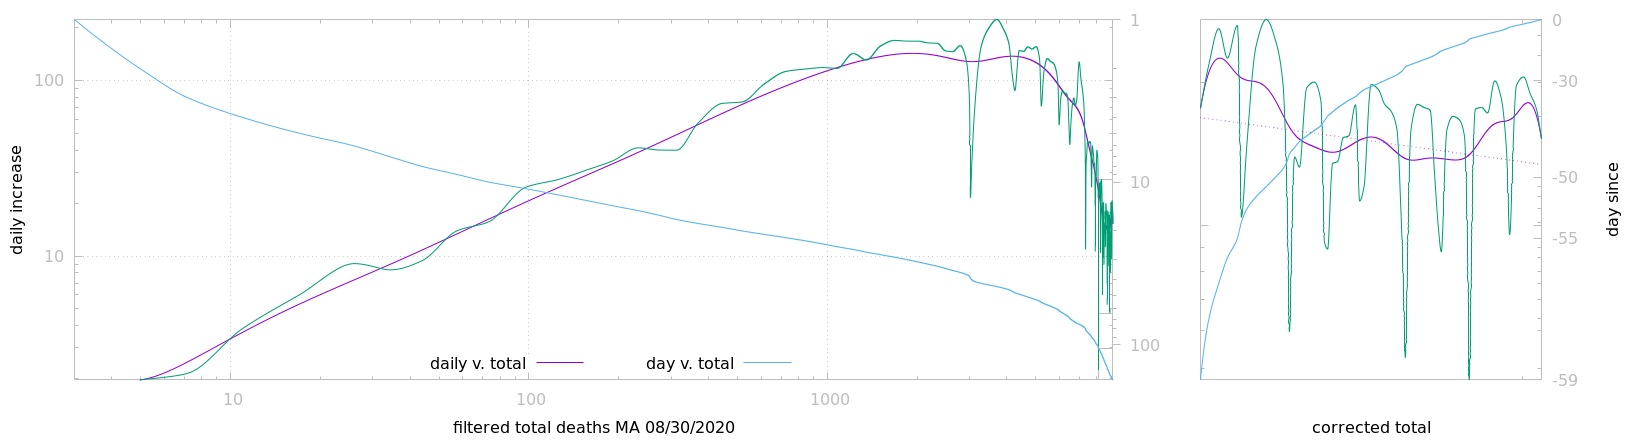 daily increase
100
10
1
10
100
daily v. total
day v. total
10
100
1000
filtered total deaths MA 08/30/2020
0
-30
-50
-55
-59
day since
corrected total